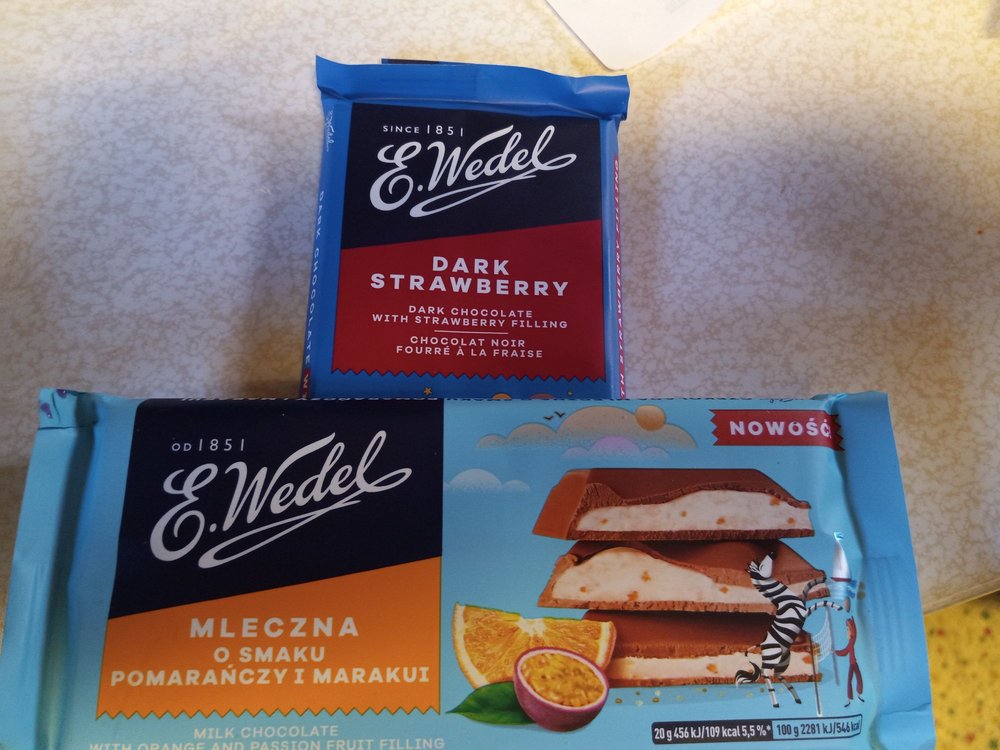 SINCE 1851
E.Wedel
DARK
STRAWBERRY
DARK CHOCOLATE
WITH STRAWBERRY FILLING
CHOCOLAT NOIR
FOURRÉ À LA FRAISE
DARK CHOCOLATE
OD 1851
E.Wedel
NOWOŚĆ
MLECZNA
O SMAKU
POMARAŃCZY I MARAKUI
MILK CHOCOLATE
WITH ORANGE AND PASSION FRUIT FILLING
20 g 456 kJ/109 kcal 5,5 %* 100 g 2281 kJ/546 kcal